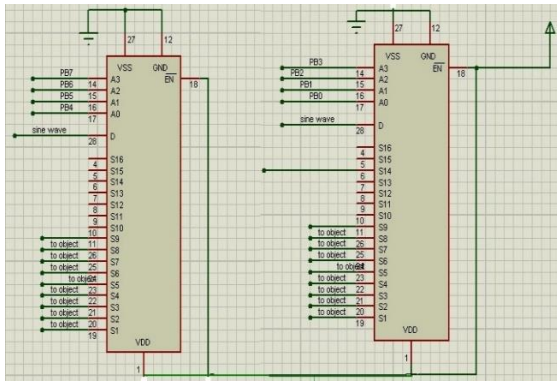 27 12
VSS GND
PB7 A3 EN 18
14
PB6 A2
15
PB5 A1
16
PB4 A0
17
sine wave D
28
S16
4
S15
5
S14
6
S13
7
S12
8
S11
9
S10
10
S9
to object 11
S8
to object 26
S7
to object 25
S6
to object 24
S5
to object 23
S4
to object 22
S3
to object 21
S2
to object 20
S1
19
VDD
1
27 12
VSS GND
PB3 A3 EN 18
14
PB2 A2
15
PB1 A1
16
PB0 A0
17
sine wave D
28
S16
4
S15
5
S14
6
S13
7
S12
8
S11
9
S10
10
S9
to object 11
S8
to object 26
S7
to object 25
S6
to object 24
S5
to object 23
S4
to object 22
S3
to object 21
S2
to object 20
S1
19
VDD
1